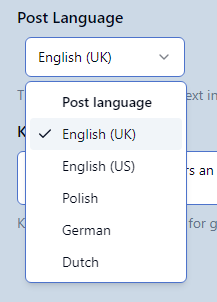 Post Language
English (UK)
Post language
English (UK)
English (US)
Polish
German
Dutch